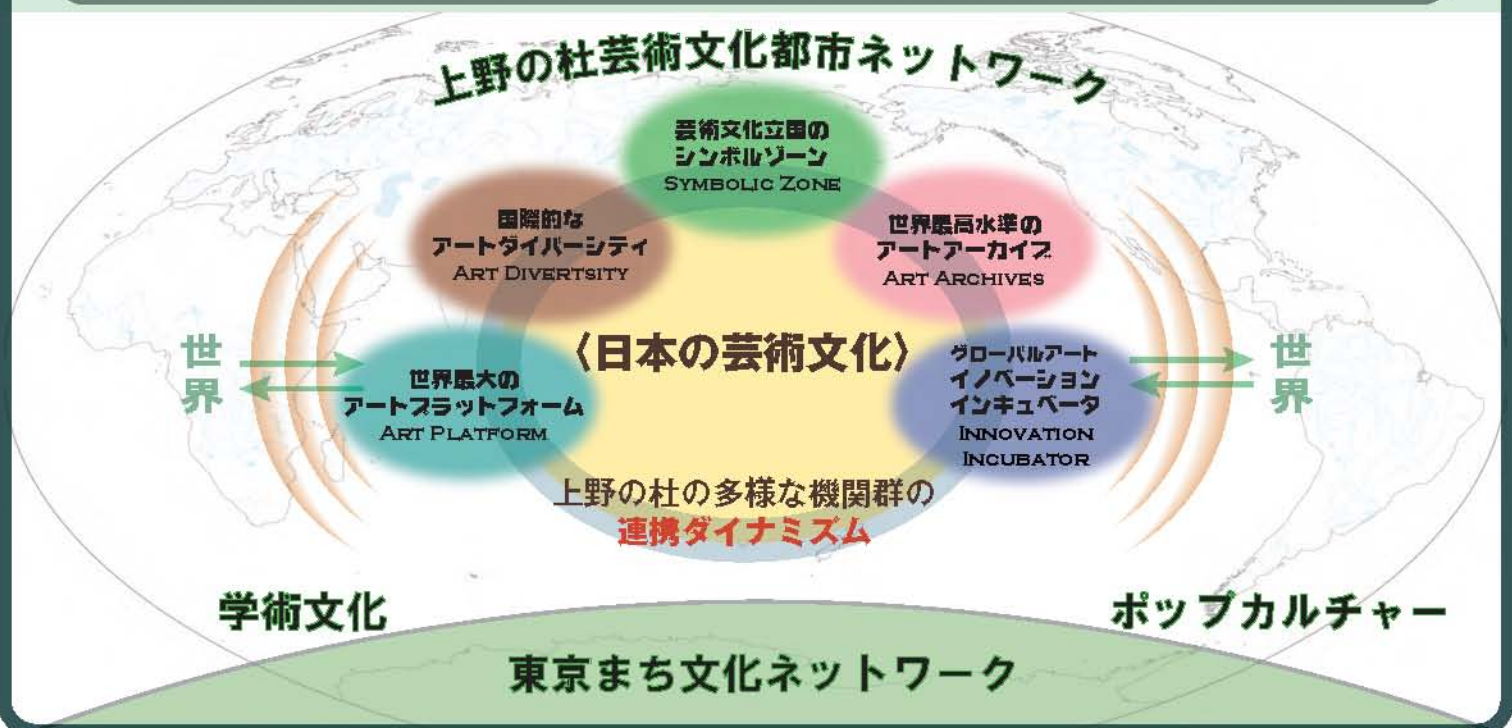 上野の杜芸術文化都市ネットワーク
芸術文化立国の
シンボルゾーン
SYMBOLIC ZONE
国際的な
アートダイバーシティ
ART DIVERTSITY
世界最高水準の
アートアーカイブ
ART ARCHIVES
世界
世界最大の
アートプラットフォーム
ART PLATFORM
〈日本の芸術文化〉
グローバルアート
イノベーション
インキュベータ
INNOVATION
INCUBATOR
世界
上野の杜の多様な機関群の
連携ダイナミズム
学術文化
ポップカルチャー
東京まち文化ネットワーク